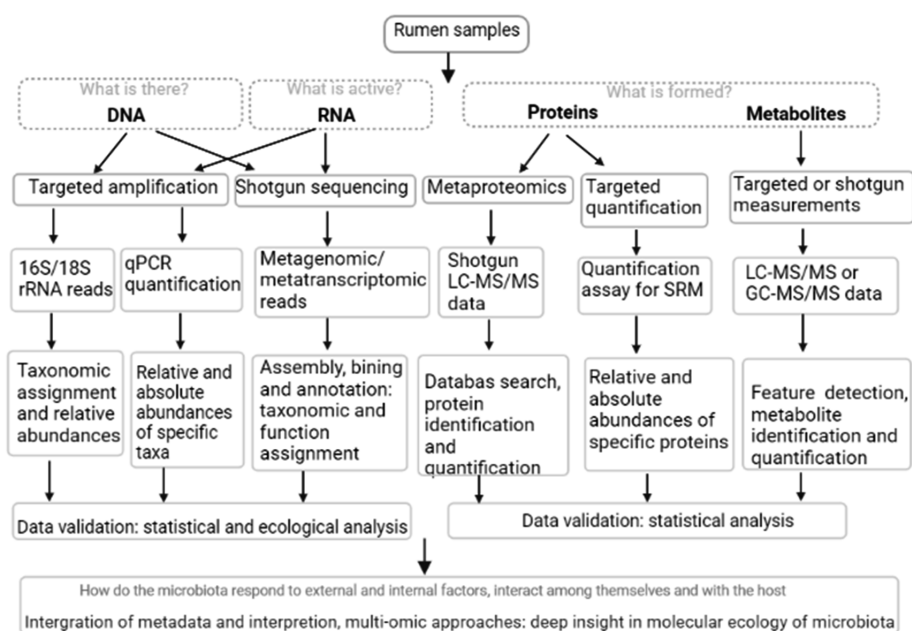 Rumen samples
What is there?
DNA
What is active?
RNA
What is formed?
Proteins
Metabolites
Targeted amplification
Shotgun sequencing
Metaproteomics
Targeted
quantification
Targeted or shotgun
measurements
16S/18S
rRNA reads
qPCR
quantification
Metagenomic/
metatranscriptomic
reads
Shotgun
LC-MS/MS
data
Quantification
assay for SRM
LC-MS/MS or
GC-MS/MS data
Taxonomic
assignment
and relative
abundances
Relative and
absolute
abundances
of specific
taxa
Assembly, bining
and annotation:
taxonomic and
function
assignment
Databas search,
protein
identification
and
quantification
Relative and
absolute
abundances of
specific proteins
Feature detection,
metabolite
identification and
quantification
Data validation: statistical and ecological analysis
Data validation: statistical analysis
How do the microbiota respond to external and internal factors, interact among themselves and with the host
Intergration of metadata and interpretion, multi-omic approaches: deep insight in molecular ecology of microbiota